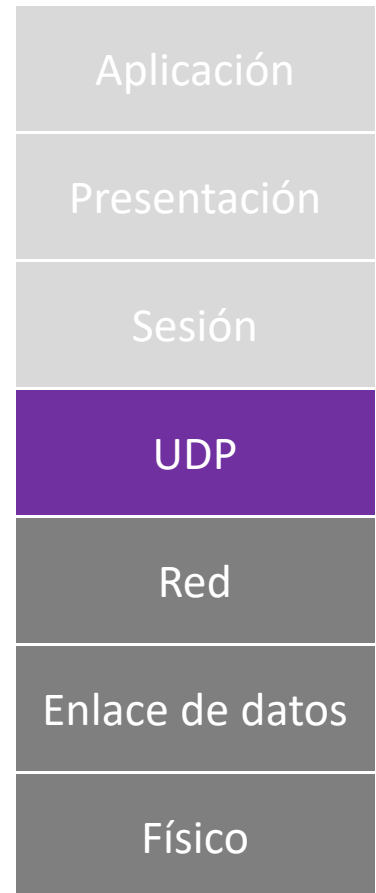 Aplicación
Presentación
Sesión
UDP
Red
Enlace de datos
Físico